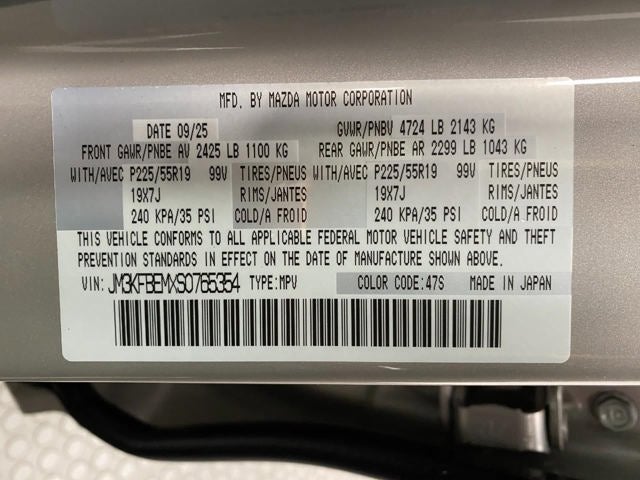 MFD. BY MAZDA MOTOR CORPORATION
DATE 09/25 GVWR/PNBV 4724 LB 2143 KG
FRONT GAWR/PNBE AV 2425 LB 1100 KG REAR GAWR/PNBE AR 2299 LB 1043 KG
WITH/AVEC P225/55R19 99V TIRES/PNEUS WITH/AVEC P225/55R19 99V TIRES/PNEUS
19X7J RIMS/JANTES 19X7J RIMS/JANTES
240 KPA/35 PSI COLD/A FROID 240 KPA/35 PSI COLD/A FROID
THIS VEHICLE CONFORMS TO ALL APPLICABLE FEDERAL MOTOR VEHICLE SAFETY AND THEFT
PREVENTION STANDARDS IN EFFECT ON THE DATE OF MANUFACTURE SHOWN ABOVE.
VIN: JM3KFBEMXS0765354 TYPE:MPV COLOR CODE:47S MADE IN JAPAN